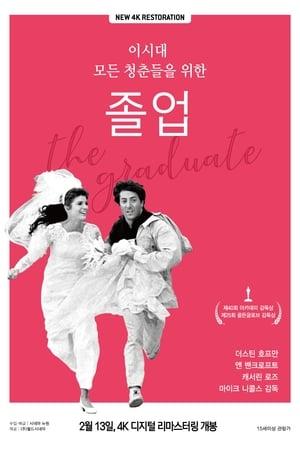 NEW 4K RESTORATION
이시대
모든 청춘들을 위한
졸업
the graduate
제40회 아카데미 감독상
제25회 골든글로브 감독상
더스틴 호프만
앤 밴크로프트
캐서린 로즈
마이크 니콜스 감독
2월 13일, 4K 디지털 리마스터링 개봉
15세이상 관람가